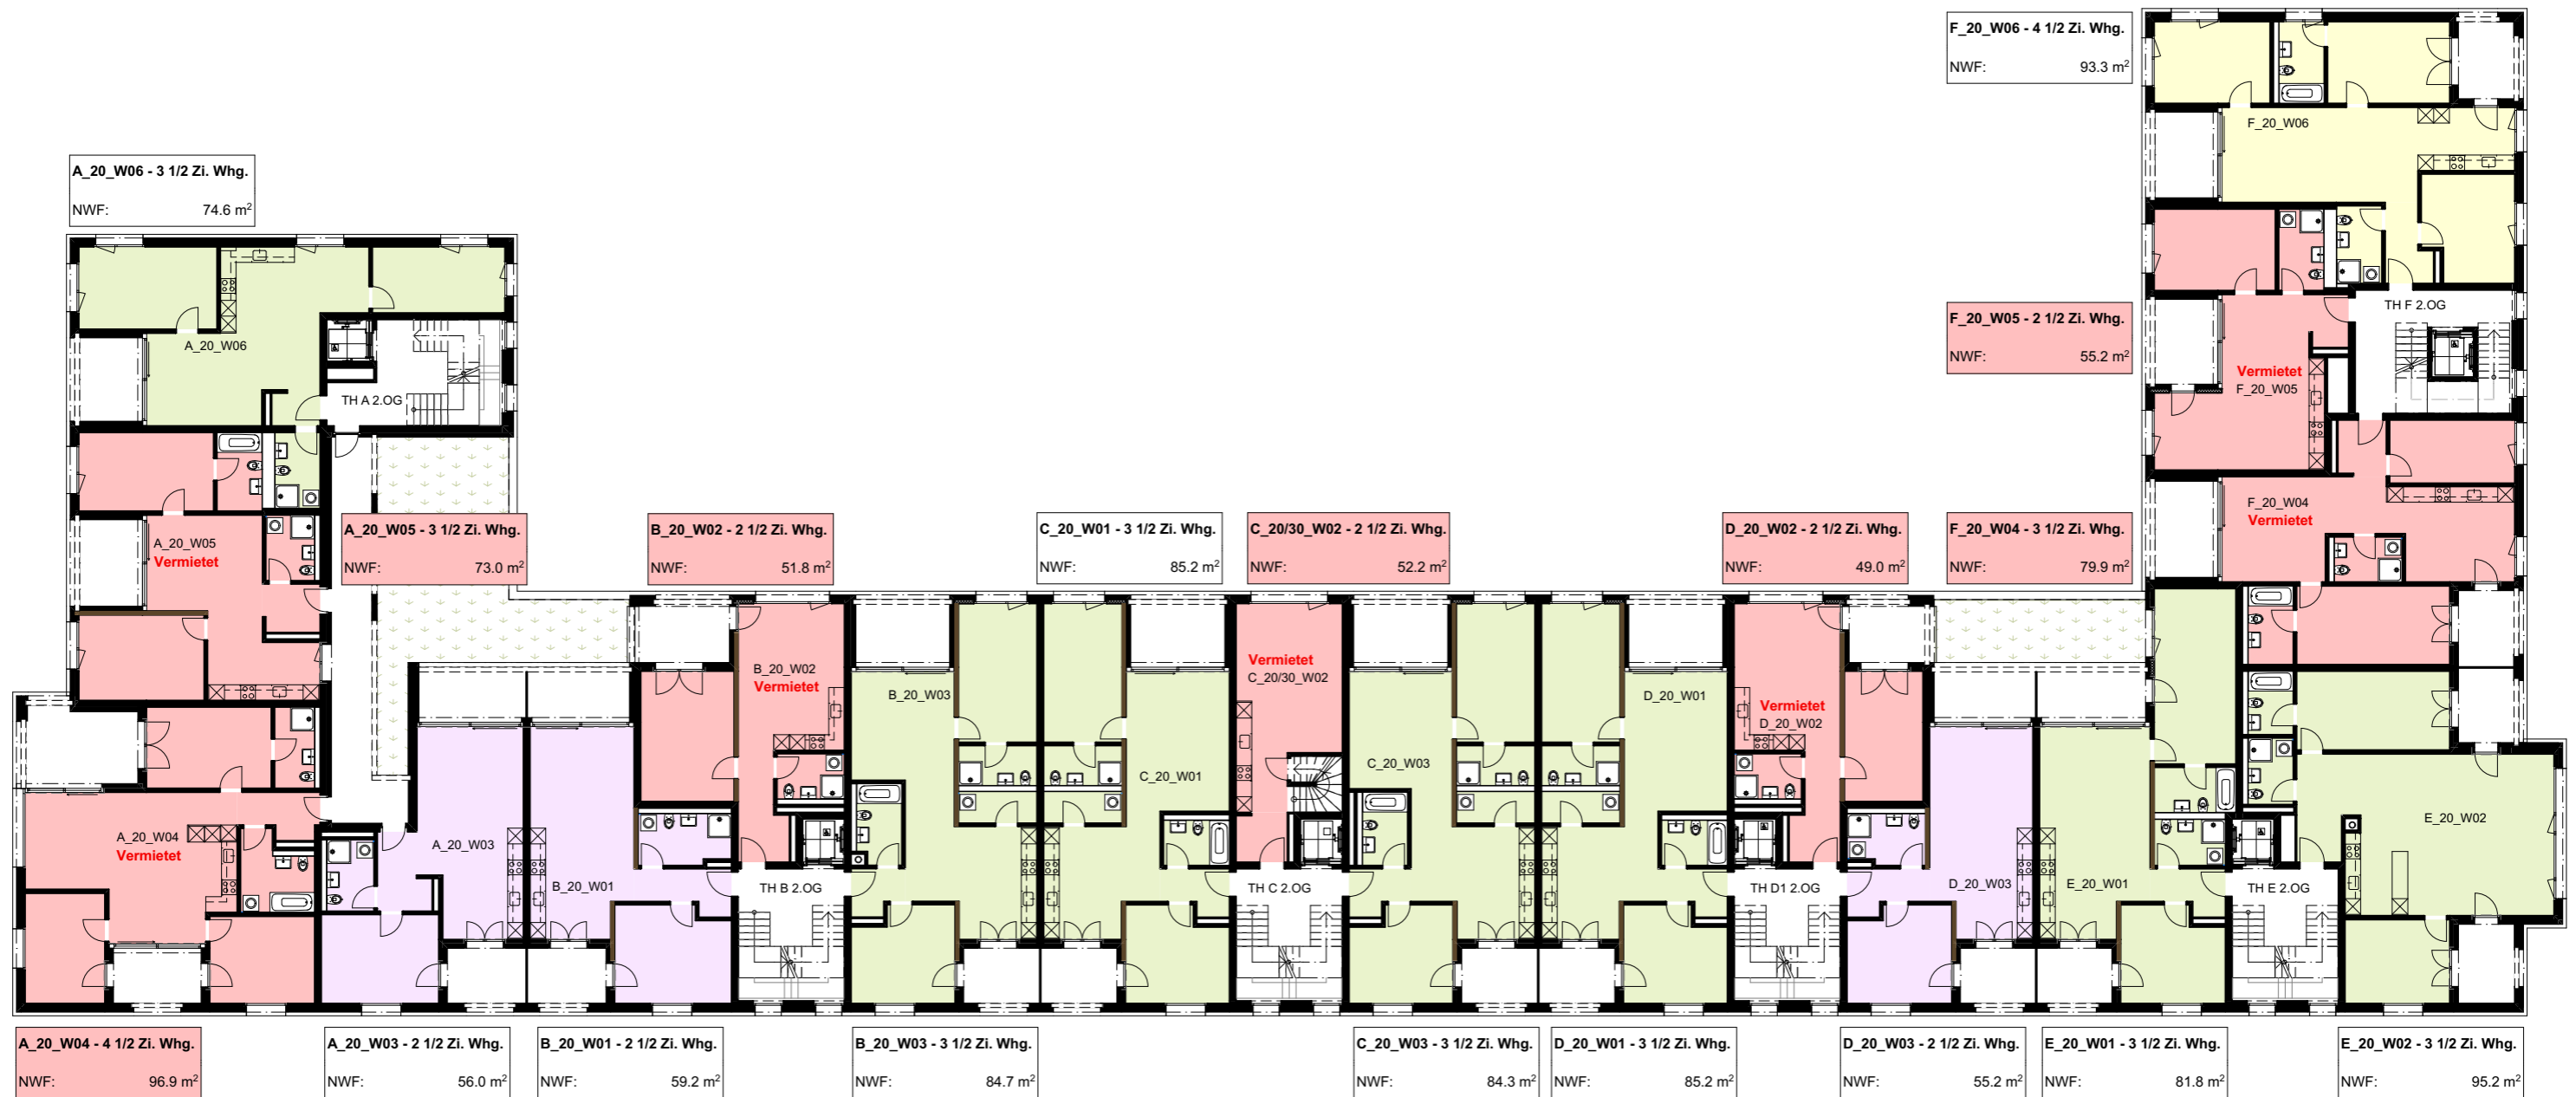 F_20_W06 - 4 1/2 Zi. Whg.
NWF: 93.3 m²
F_20_W06
A_20_W06 - 3 1/2 Zi. Whg.
NWF: 74.6 m²
A_20_W06
TH A 2.OG
TH F 2.OG
F_20_W05 - 2 1/2 Zi. Whg.
NWF: 55.2 m²
Vermietet
F_20_W05
A_20_W05 - 3 1/2 Zi. Whg.
NWF: 73.0 m²
A_20_W05
Vermietet
B_20_W02 - 2 1/2 Zi. Whg.
NWF: 51.8 m²
C_20_W01 - 3 1/2 Zi. Whg.
NWF: 85.2 m²
C_20/30_W02 - 2 1/2 Zi. Whg.
NWF: 52.2 m²
D_20_W02 - 2 1/2 Zi. Whg.
NWF: 49.0 m²
F_20_W04 - 3 1/2 Zi. Whg.
NWF: 79.9 m²
F_20_W04
Vermietet
B_20_W02
Vermietet
B_20_W03
Vermietet
C_20/30_W02
D_20_W01
Vermietet
D_20_W02
C_20_W01
C_20_W03
A_20_W04
Vermietet
A_20_W03
B_20_W01
TH B 2.OG
TH C 2.OG
TH D1 2.OG
D_20_W03
E_20_W01
TH E 2.OG
E_20_W02
A_20_W04 - 4 1/2 Zi. Whg.
NWF: 96.9 m²
A_20_W03 - 2 1/2 Zi. Whg.
NWF: 56.0 m²
B_20_W01 - 2 1/2 Zi. Whg.
NWF: 59.2 m²
B_20_W03 - 3 1/2 Zi. Whg.
NWF: 84.7 m²
C_20_W03 - 3 1/2 Zi. Whg.
NWF: 84.3 m²
D_20_W01 - 3 1/2 Zi. Whg.
NWF: 85.2 m²
D_20_W03 - 2 1/2 Zi. Whg.
NWF: 55.2 m²
E_20_W01 - 3 1/2 Zi. Whg.
NWF: 81.8 m²
E_20_W02 - 3 1/2 Zi. Whg.
NWF: 95.2 m²